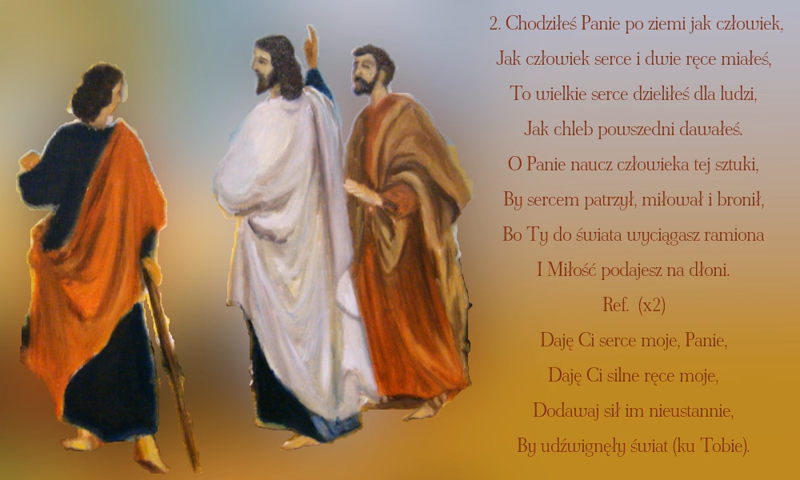 2. Chodziłeś Panie po ziemi jak człowiek,
Jak człowiek serce i dwie ręce miałeś,
To wielkie serce dzieliłeś dla ludzi,
Jak chleb powszedni dawałeś.
O Panie naucz człowieka tej sztuki,
By sercem patrzył, miłował i bronił,
Bo Ty do świata wyciągasz ramiona
I Miłość podajesz na dłoni.
Ref. (x2)
Daję Ci serce moje, Panie,
Daję Ci silne ręce moje,
Dodawaj sił im nieustannie,
By udźwignęły świat (ku Tobie).